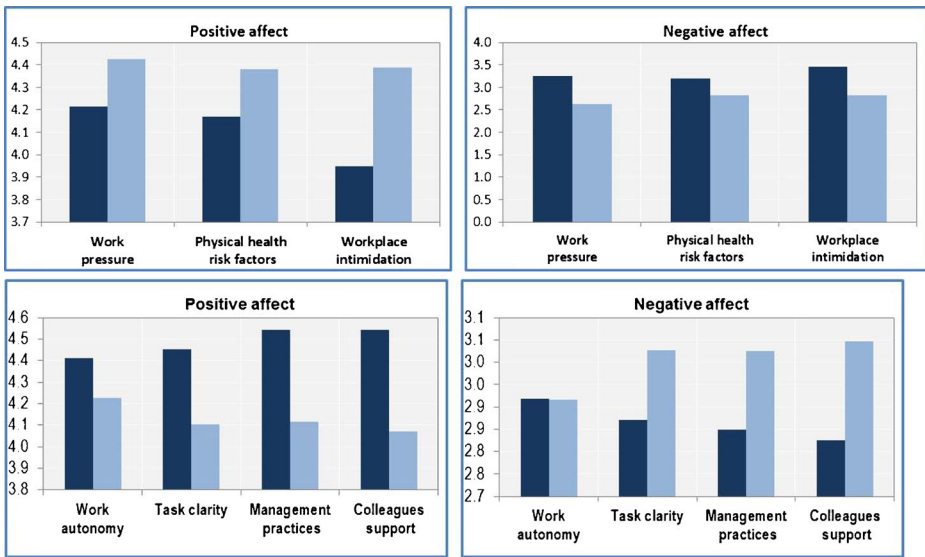 Positive affect
4.5
4.4
4.3
4.2
4.1
4.0
3.9
3.8
3.7
Work
pressure
Physical health
risk factors
Workplace
intimidation
Negative affect
4.0
3.5
3.0
2.5
2.0
1.5
1.0
0.5
0.0
Work
pressure
Physical health
risk factors
Workplace
intimidation
Positive affect
4 6
4.5
4.4
4.3
4.2
4.1
4.0
3.9
3.8
Work
autonomy
Task clarity
Management
practices
Colleagues
support
Negative affect
3.1
3.1
3.0
3.0
2.9
2.9
2.8
2.8
2.7
Work
autonomy
Task clarity
Management
practices
Colleagues
support